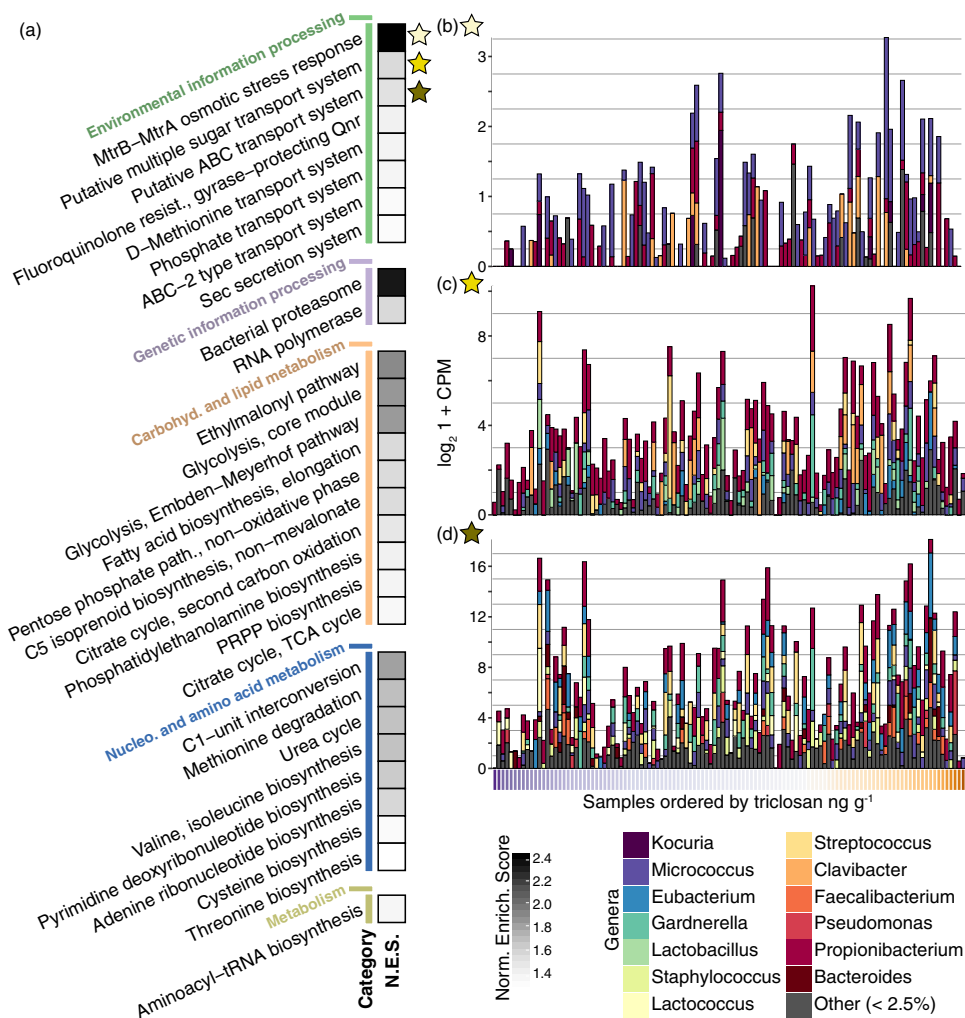 (a)
Environmental information processing
MtrB–MtrA osmotic stress response
Putative multiple sugar transport system
Putative ABC transport system
Fluoroquinolone resist., gyrase–protecting Qnr
D–Methionine transport system
Phosphate transport system
ABC–2 type transport system
Sec secretion system
Genetic information processing
Bacterial proteasome
RNA polymerase
Carbohyd. and lipid metabolism
Ethylmalonyl pathway
Glycolysis, core module
Glycolysis, Embden–Meyerhof pathway
Fatty acid biosynthesis, elongation
Pentose phosphate path., non–oxidative phase
C5 isoprenoid biosynthesis, non–mevalonate
Citrate cycle, second carbon oxidation
Phosphatidylethanolamine biosynthesis
PRPP biosynthesis
Citrate cycle, TCA cycle
Nucleo. and amino acid metabolism
C1–unit interconversion
Methionine degradation
Urea cycle
Valine, isoleucine biosynthesis
Pyrimidine deoxyribonucleotide biosynthesis
Adenine ribonucleotide biosynthesis
Cysteine biosynthesis
Threonine biosynthesis
Metabolism
Aminoacyl–tRNA biosynthesis
Category
N.E.S.
(b)
3
2
1
0
(c)
8
4
0
log2 1 + CPM
(d)
16
12
8
4
0
Samples ordered by triclosan ng g-1
Norm. Enrich. Score
2.4
2.2
2.0
1.8
1.6
1.4
Genera
Kocuria
Micrococcus
Eubacterium
Gardnerella
Lactobacillus
Staphylococcus
Lactococcus
Streptococcus
Clavibacter
Faecalibacterium
Pseudomonas
Propionibacterium
Bacteroides
Other (< 2.5%)